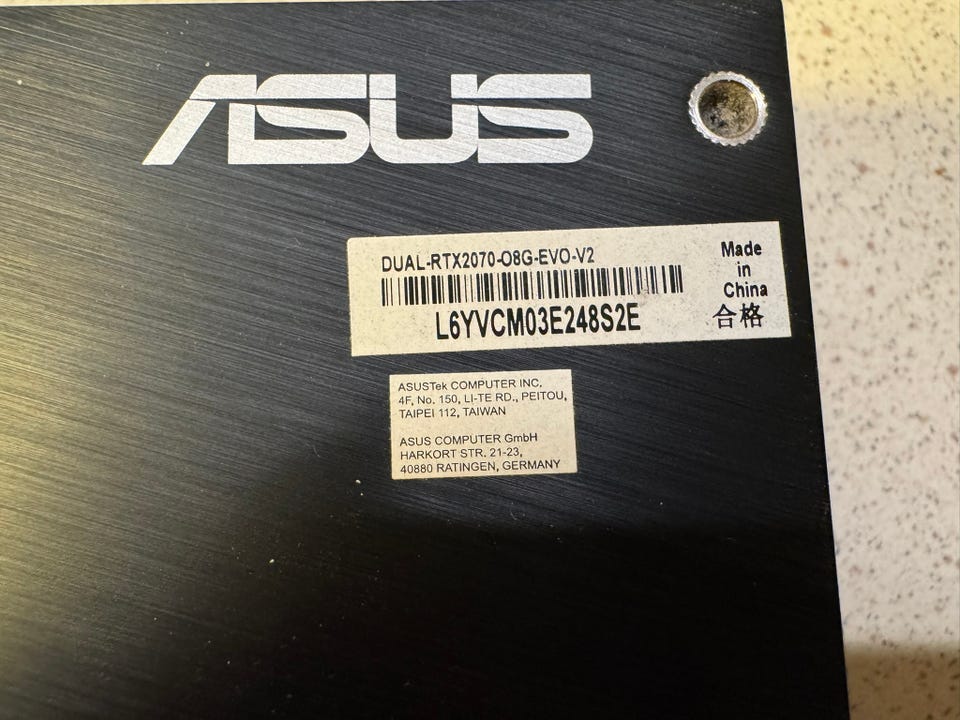 ASUS
DUAL-RTX2070-O8G-EVO-V2
L6YVCM03E248S2E
Made
in
China
合格
ASUSTek COMPUTER INC.
4F, No. 150, LI-TE RD., PEITOU,
TAIPEI 112, TAIWAN
ASUS COMPUTER GmbH
HARKORT STR. 21-23,
40880 RATINGEN, GERMANY